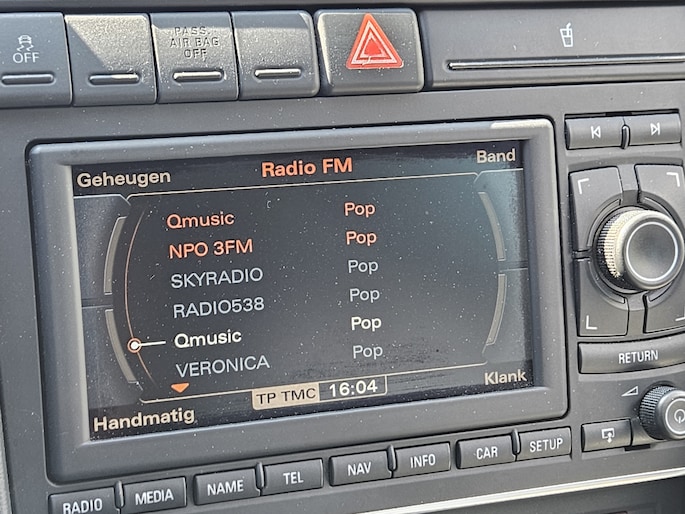 OFF
PASS.
AIR BAG
OFF
Geheugen
Radio FM
Band
Qmusic Pop
NPO 3FM Pop
SKYRADIO Pop
RADIO538 Pop
Qmusic Pop
VERONICA Pop
TP TMC 16:04
Handmatig
Klank
RETURN
RADIO
MEDIA
NAME
TEL
NAV
INFO
CAR
SETUP